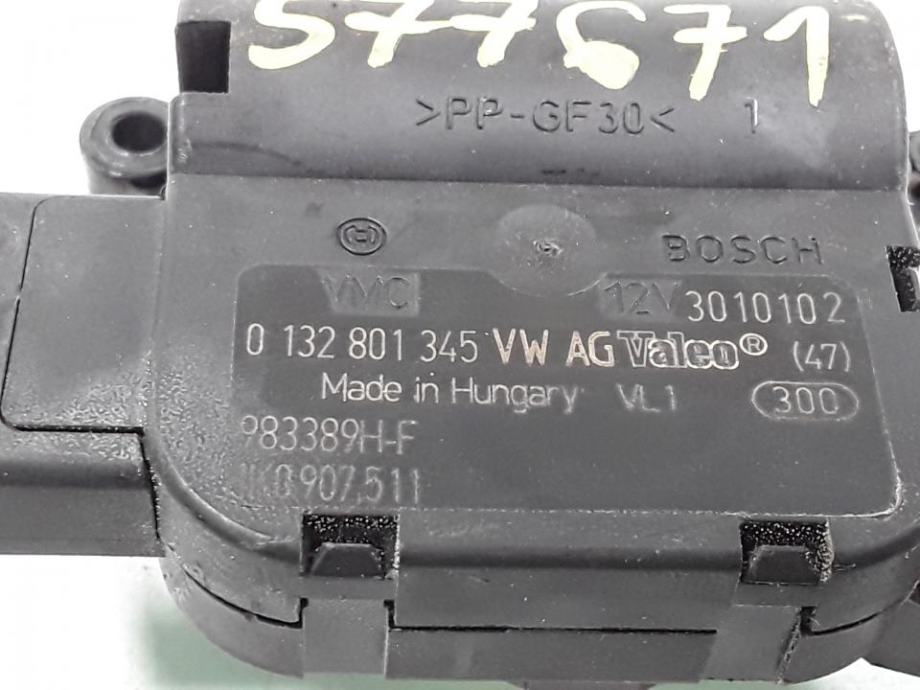 577671
>PP-GF30< 1
BOSCH
VMC 12V 3010102
0 132 801 345 VW AG Valeo® (47)
Made in Hungary VL1 300
983389H-F
1K0.907.511